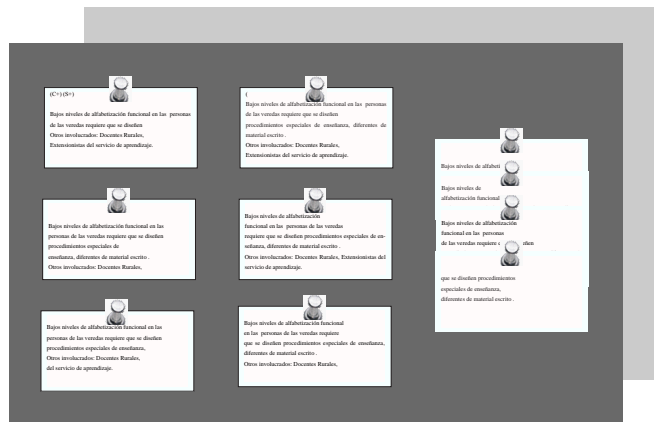 (C+) (S+)
Bajos niveles de alfabetización funcional en las personas
de las veredas requiere que se diseñen
Otros involucrados: Docentes Rurales,
Extensionistas del servicio de aprendizaje.
(
Bajos niveles de alfabetización funcional en las personas
de las veredas requiere que se diseñen
procedimientos especiales de enseñanza, diferentes de
material escrito .
Otros involucrados: Docentes Rurales,
Extensionistas del servicio de aprendizaje.
Bajos niveles de alfabetización funcional en las
personas de las veredas requiere que se diseñen
procedimientos especiales de
enseñanza, diferentes de material escrito .
Otros involucrados: Docentes Rurales,
Bajos niveles de alfabetización
funcional en las personas de las veredas
requiere que se diseñen procedimientos especiales de en-
señanza, diferentes de material escrito .
Otros involucrados: Docentes Rurales, Extensionistas del
servicio de aprendizaje.
Bajos niveles de alfabetización funcional en las
personas de las veredas requiere que se diseñen
procedimientos especiales de enseñanza,
Otros involucrados: Docentes Rurales,
del servicio de aprendizaje.
Bajos niveles de alfabetización funcional
en las personas de las veredas requiere
que se diseñen procedimientos especiales de enseñanza,
diferentes de material escrito .
Otros involucrados: Docentes Rurales,
Bajos niveles de alfabeti
Bajos niveles de
alfabetización funcional
Bajos niveles de alfabetización
funcional en las personas
de las veredas requiere
que se diseñen procedimientos
especiales de enseñanza,
diferentes de material escrito .